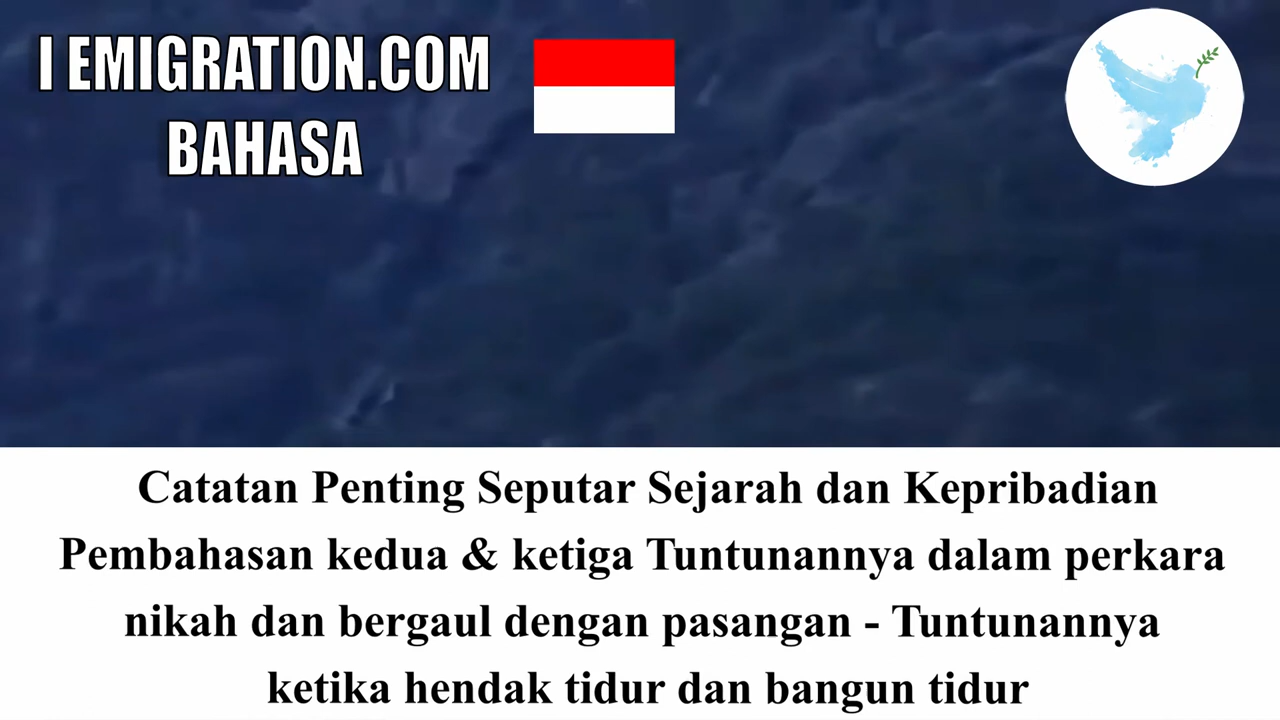 I EMIGRATION.COM
BAHASA
Catatan Penting Seputar Sejarah dan Kepribadian
Pembahasan kedua & ketiga Tuntunannya dalam perkara
nikah dan bergaul dengan pasangan - Tuntunannya
ketika hendak tidur dan bangun tidur